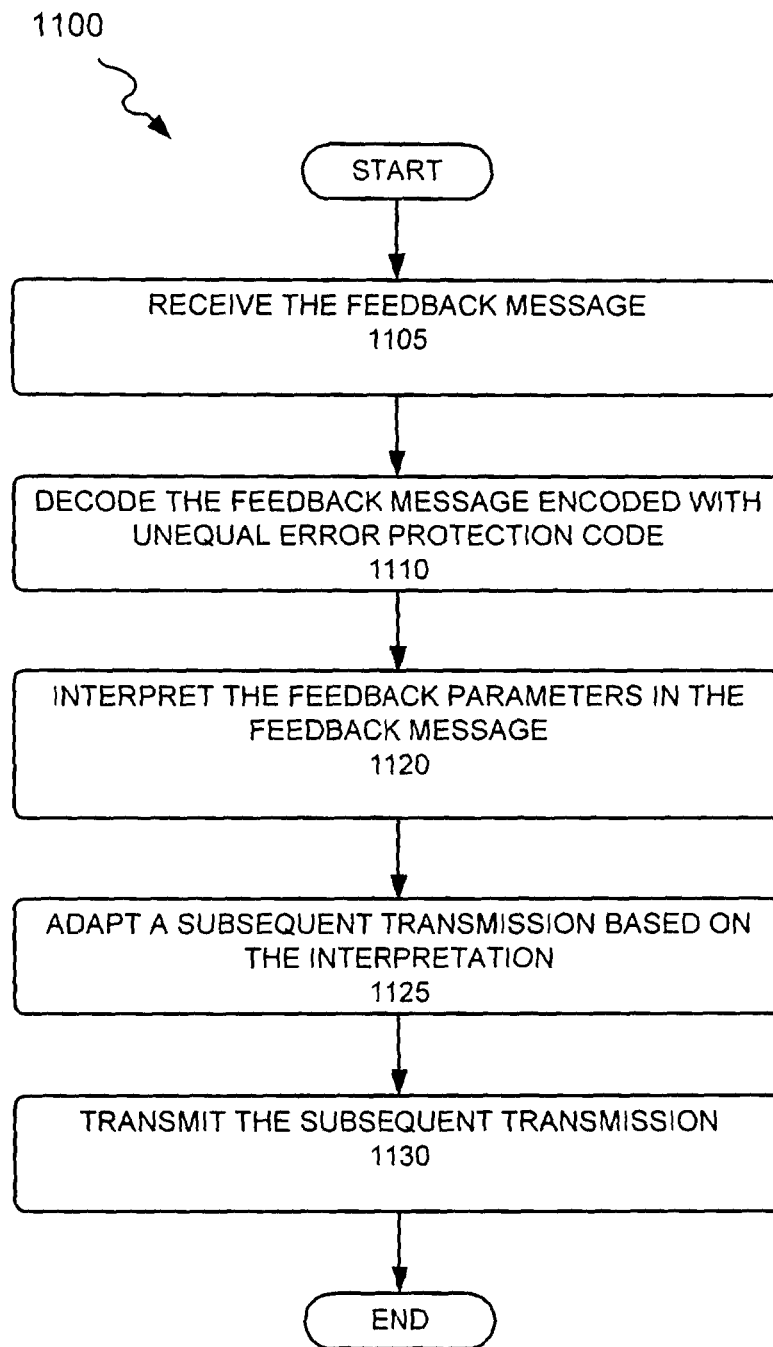 1100
START
RECEIVE THE FEEDBACK MESSAGE
1105
DECODE THE FEEDBACK MESSAGE ENCODED WITH
UNEQUAL ERROR PROTECTION CODE
1110
INTERPRET THE FEEDBACK PARAMETERS IN THE
FEEDBACK MESSAGE
1120
ADAPT A SUBSEQUENT TRANSMISSION BASED ON
THE INTERPRETATION
1125
TRANSMIT THE SUBSEQUENT TRANSMISSION
1130
END